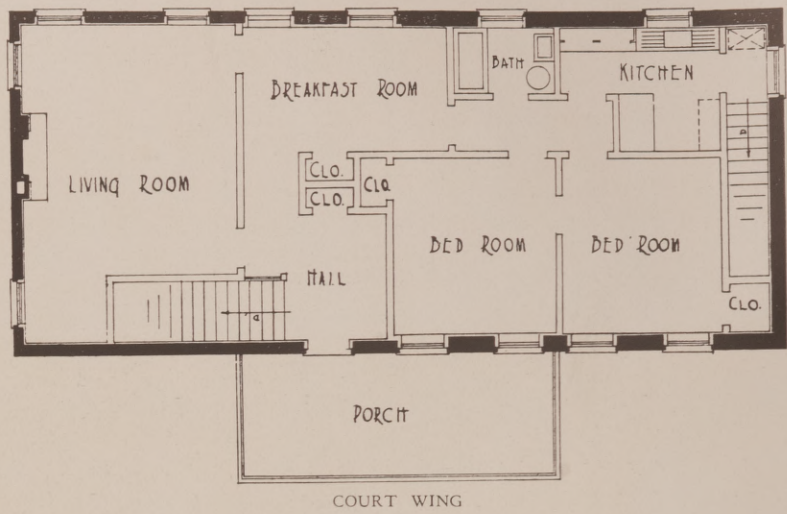 BATH
KITCHEN
BREAKFAST ROOM
LIVING ROOM
CLO.
CLO.
CLO.
BED ROOM
BED ROOM
HALL
CLO.
PORCH
COURT WING